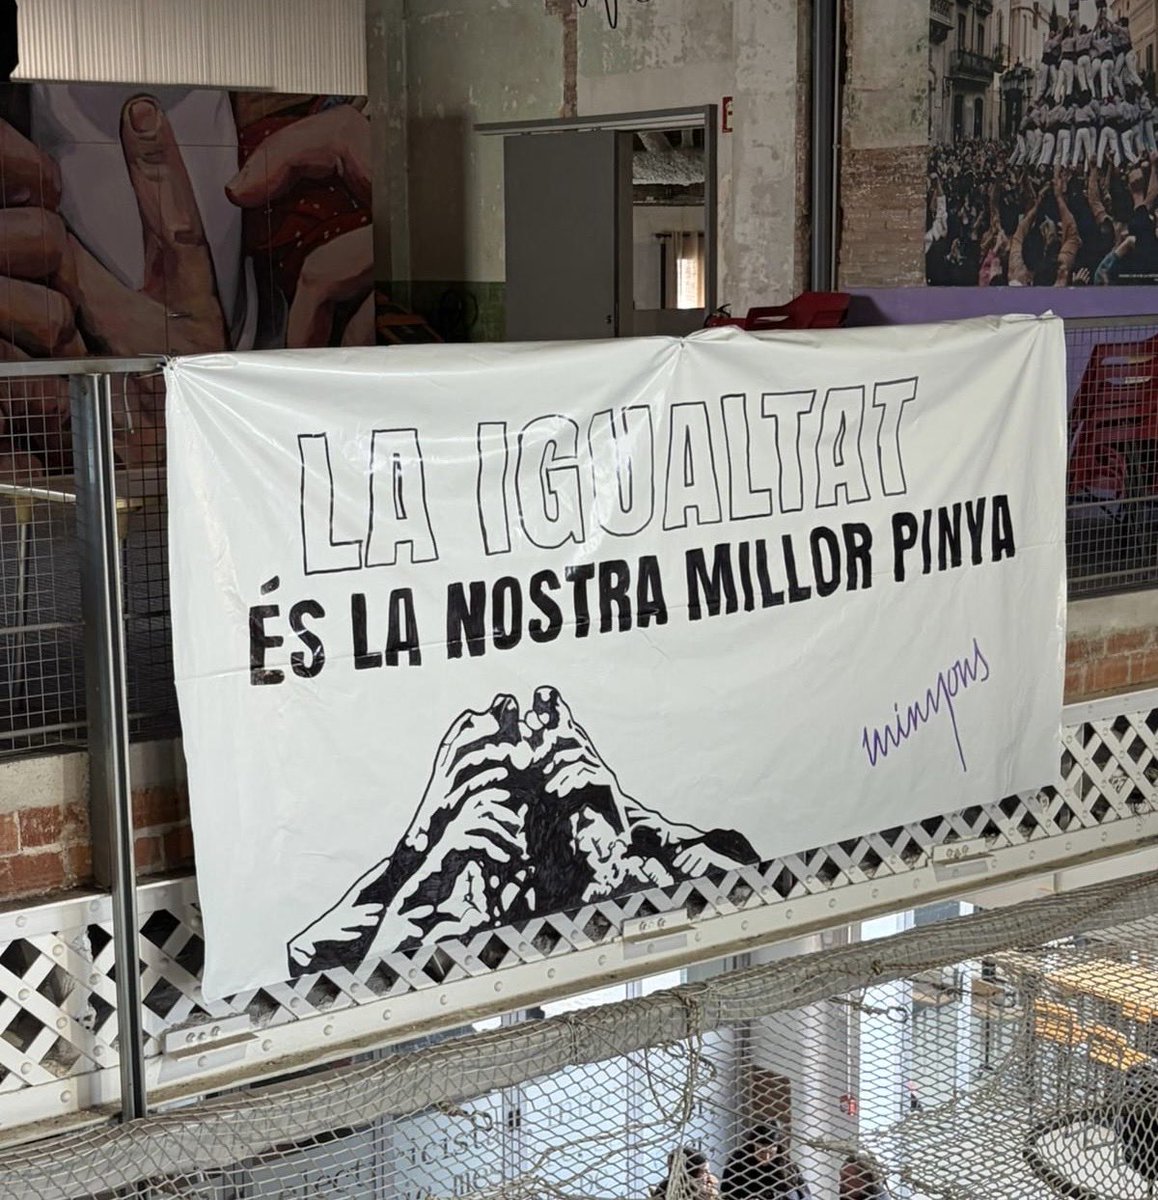 LA IGUALTAT
ÉS LA NOSTRA MILLOR PINYA
minyons